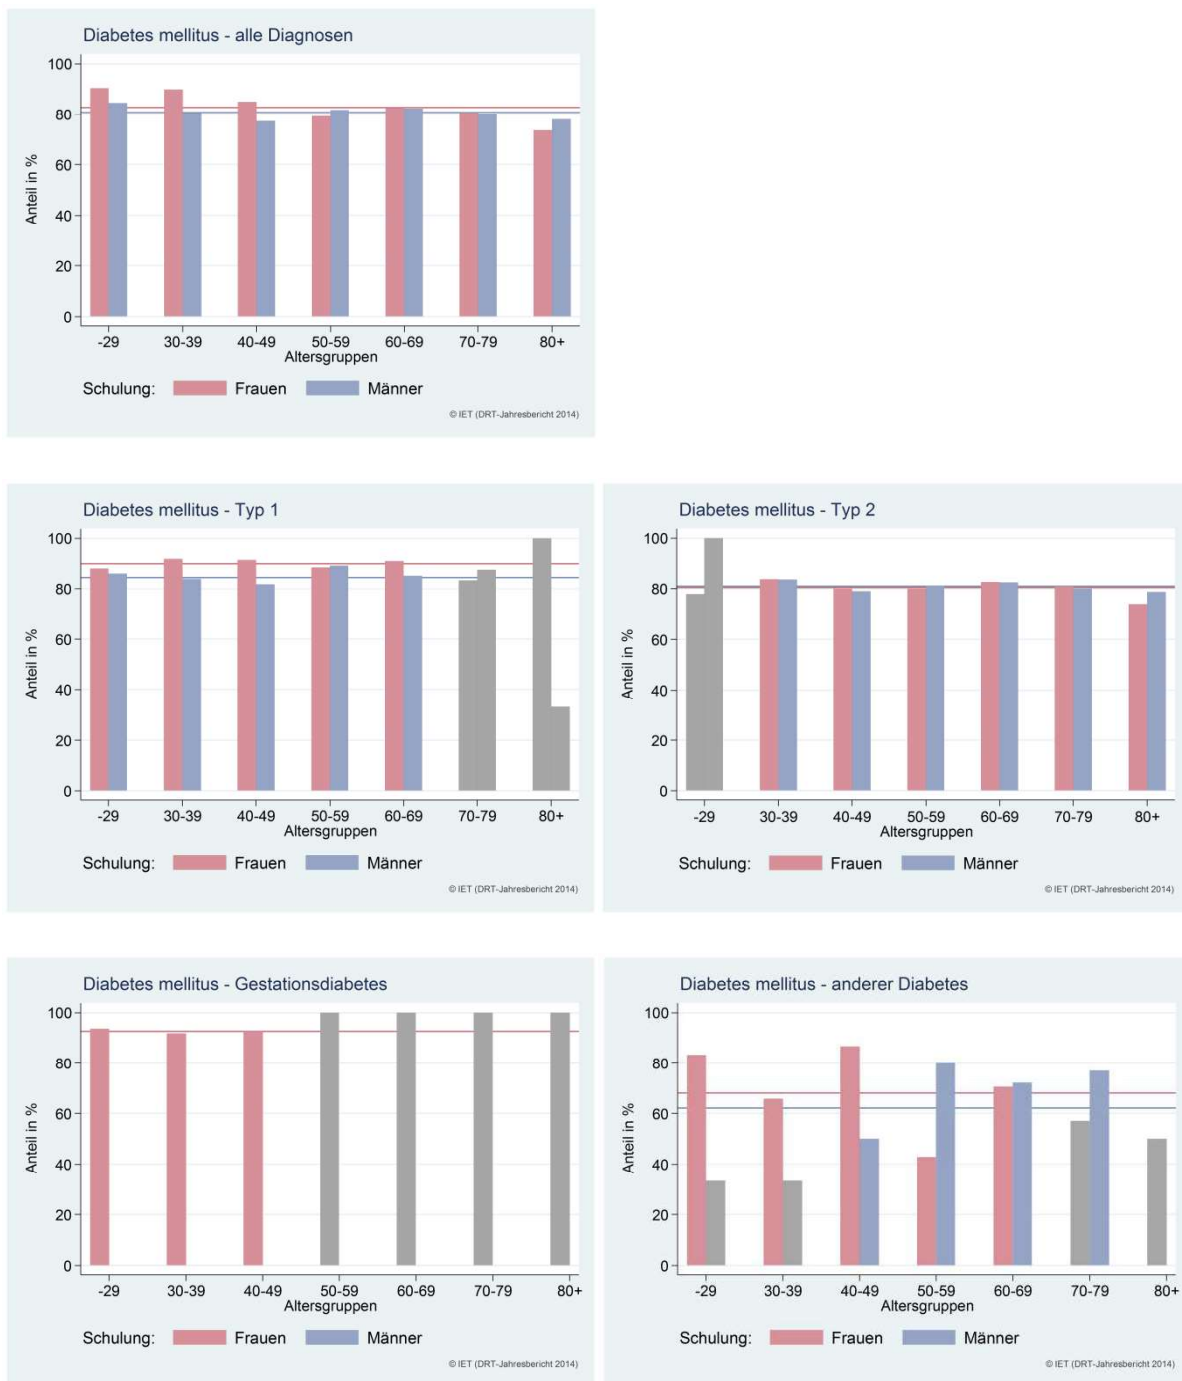 Diabetes mellitus - alle Diagnosen
Anteil in %
100
80
60
40
20
0
-29 30-39 40-49 50-59 60-69 70-79 80+
Altersgruppen
Schulung: Frauen Männer
© IET (DRT-Jahresbericht 2014)
Diabetes mellitus - Typ 1
Anteil in %
100
80
60
40
20
0
-29 30-39 40-49 50-59 60-69 70-79 80+
Altersgruppen
Schulung: Frauen Männer
© IET (DRT-Jahresbericht 2014)
Diabetes mellitus - Typ 2
Anteil in %
100
80
60
40
20
0
-29 30-39 40-49 50-59 60-69 70-79 80+
Altersgruppen
Schulung: Frauen Männer
© IET (DRT-Jahresbericht 2014)
Diabetes mellitus - Gestationsdiabetes
Anteil in %
100
80
60
40
20
0
-29 30-39 40-49 50-59 60-69 70-79 80+
Altersgruppen
Schulung: Frauen Männer
© IET (DRT-Jahresbericht 2014)
Diabetes mellitus - anderer Diabetes
Anteil in %
100
80
60
40
20
0
-29 30-39 40-49 50-59 60-69 70-79 80+
Altersgruppen
Schulung: Frauen Männer
© IET (DRT-Jahresbericht 2014)